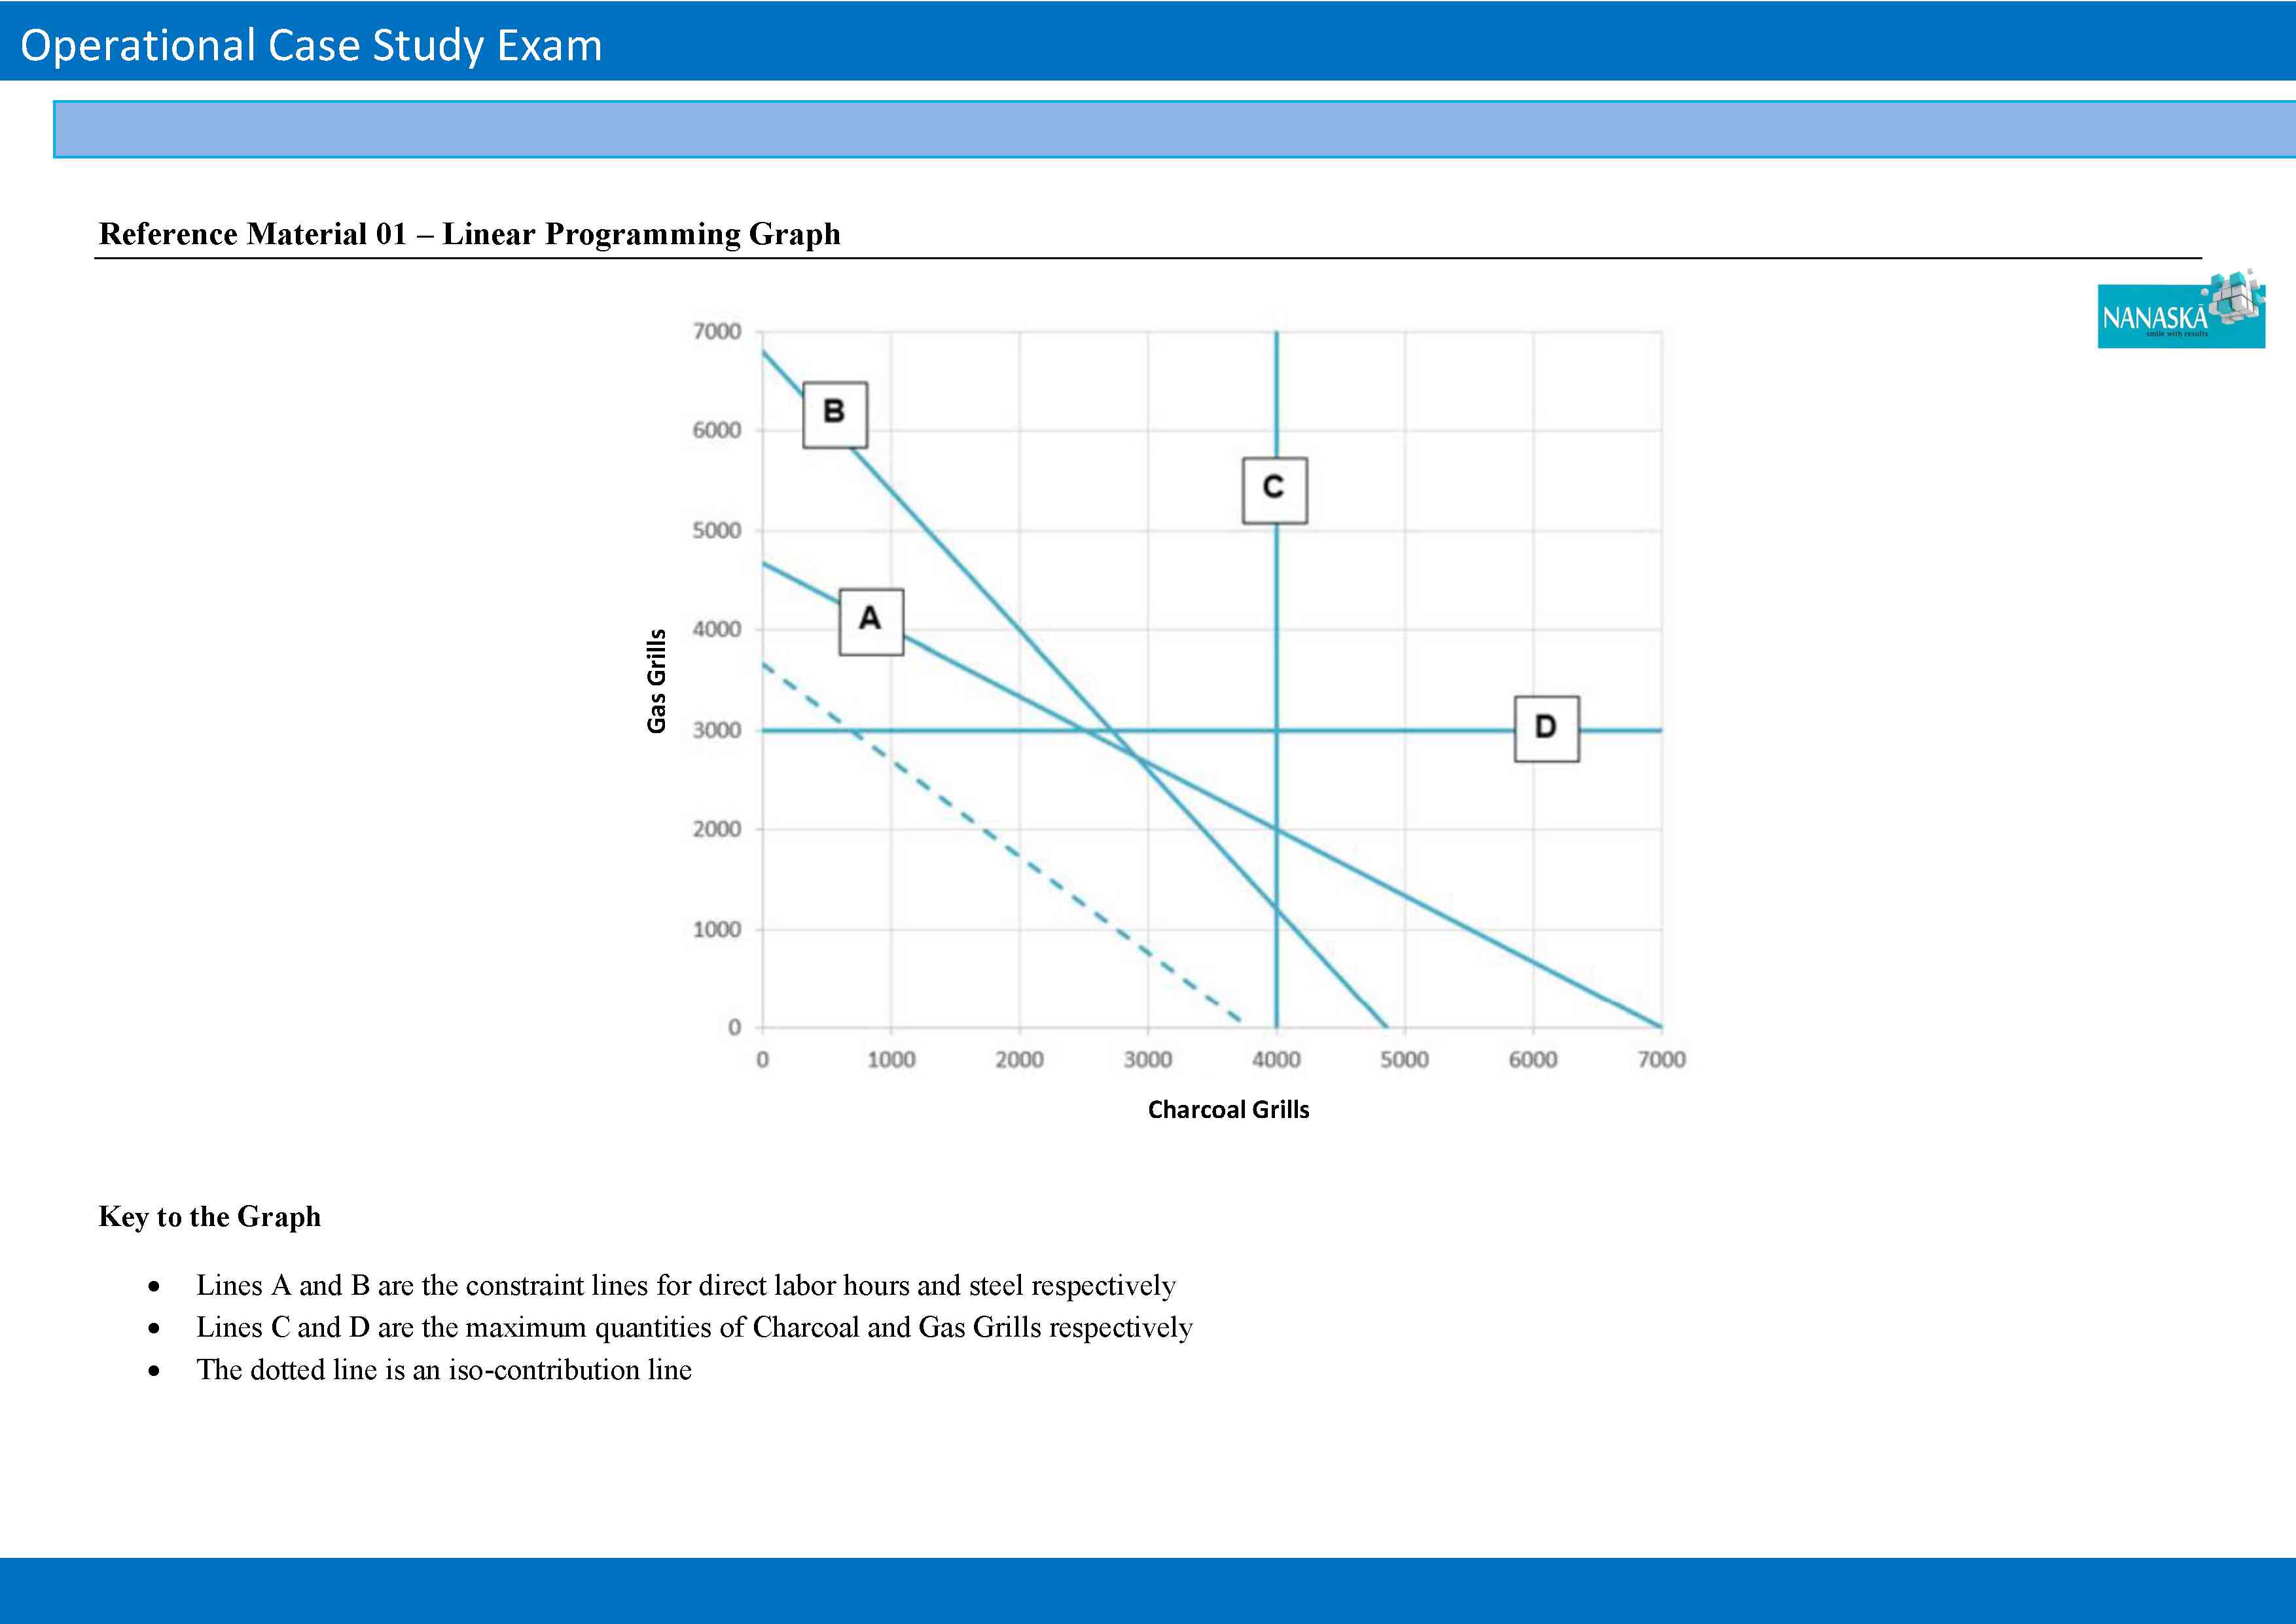 Operational Case Study Exam
Reference Material 01 – Linear Programming Graph
NANASKA
smile with results
7000
6000
5000
4000
3000
2000
1000
0
Gas Grills
B
A
C
D
0 1000 2000 3000 4000 5000 6000 7000
Charcoal Grills
Key to the Graph
• Lines A and B are the constraint lines for direct labor hours and steel respectively
• Lines C and D are the maximum quantities of Charcoal and Gas Grills respectively
• The dotted line is an iso-contribution line